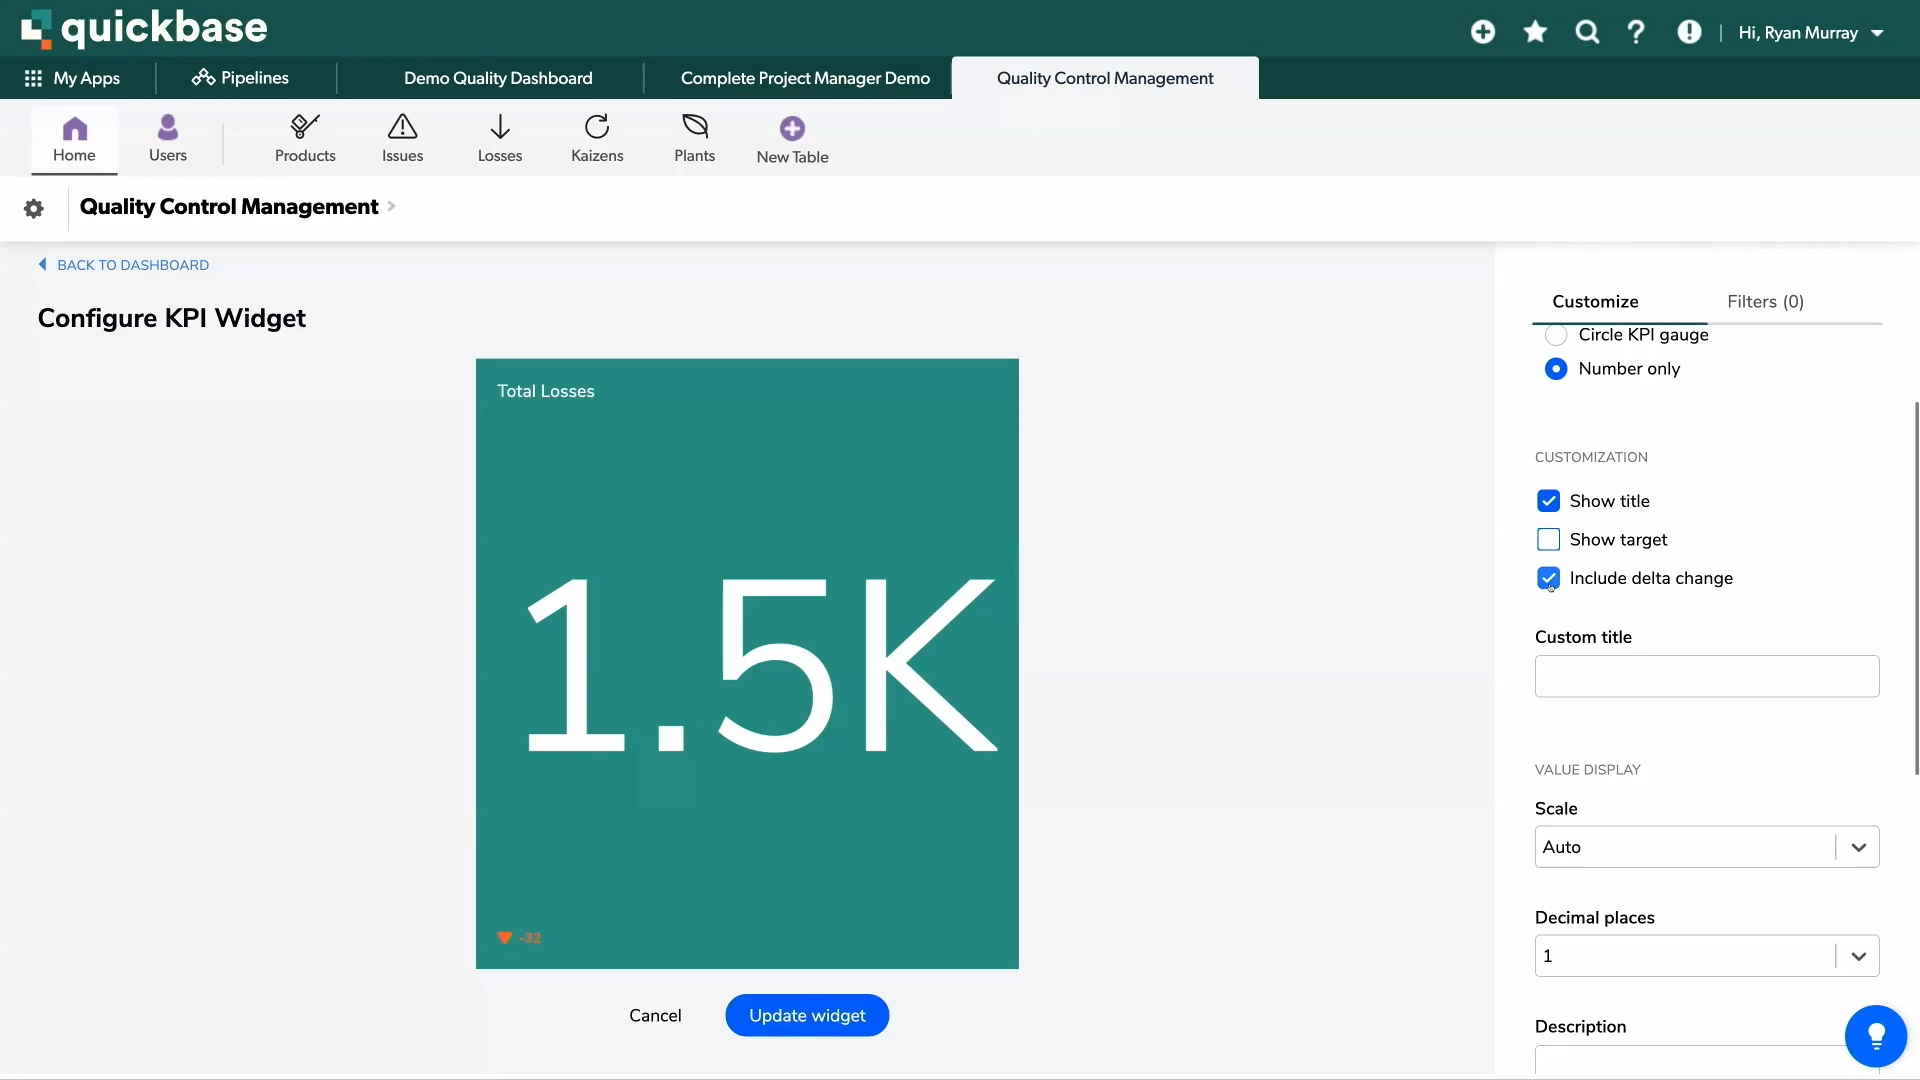 quickbase
Hi, Ryan Murray
My Apps
Pipelines
Demo Quality Dashboard
Complete Project Manager Demo
Quality Control Management
Home
Users
Products
Issues
Losses
Kaizens
Plants
New Table
Quality Control Management
BACK TO DASHBOARD
Configure KPI Widget
Total Losses
1.5K
-32
Cancel
Update widget
Customize
Filters (0)
Circle KPI gauge
Number only
CUSTOMIZATION
Show title
Show target
Include delta change
Custom title
VALUE DISPLAY
Scale
Auto
Decimal places
1
Description